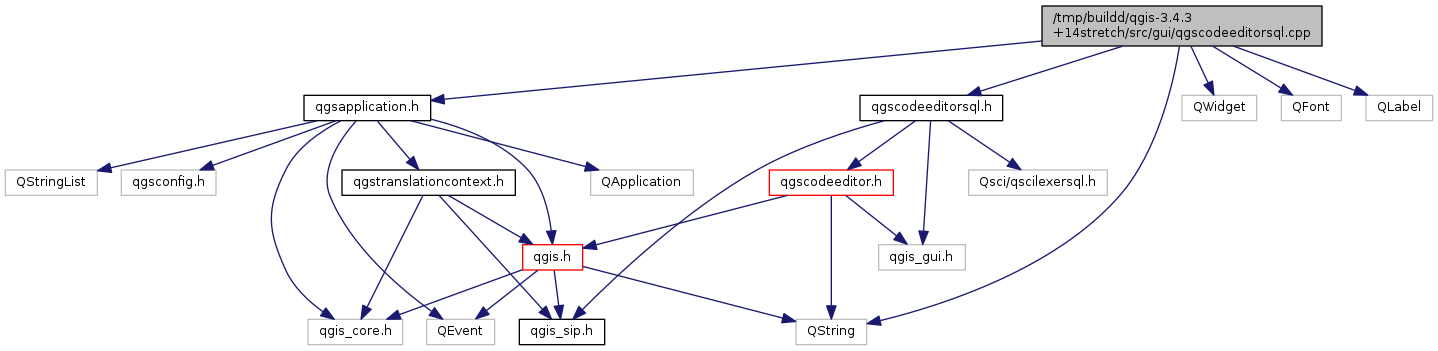 /tmp/buildd/qgis-3.4.3
+14stretch/src/gui/qgscodeeditorsql.cpp
qgsapplication.h
qgscodeeditorsql.h
QWidget
QFont
QLabel
QStringList
qgsconfig.h
qgstranslationcontext.h
QApplication
qgscodeeditor.h
Qsci/qscilexersql.h
qgis.h
qgis_gui.h
qgis_core.h
QEvent
qgis_sip.h
QString